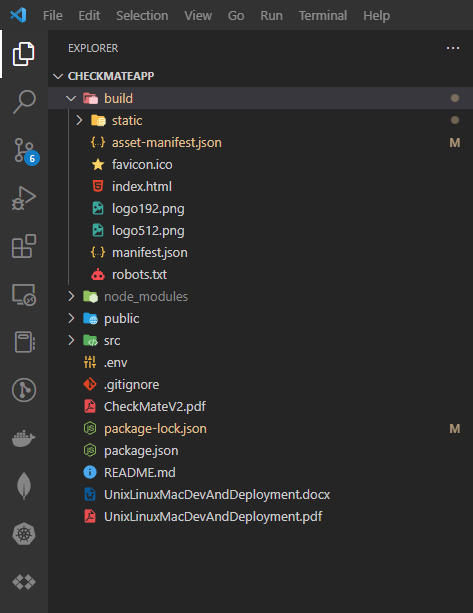 File Edit Selection View Go Run Terminal Help
EXPLORER ...
CHECKMATEAPP
build
static
asset-manifest.json M
favicon.ico
index.html
logo192.png
logo512.png
manifest.json
robots.txt
node_modules
public
src
.env
.gitignore
CheckMateV2.pdf
package-lock.json M
package.json
README.md
UnixLinuxMacDevAndDeployment.docx
UnixLinuxMacDevAndDeployment.pdf
6